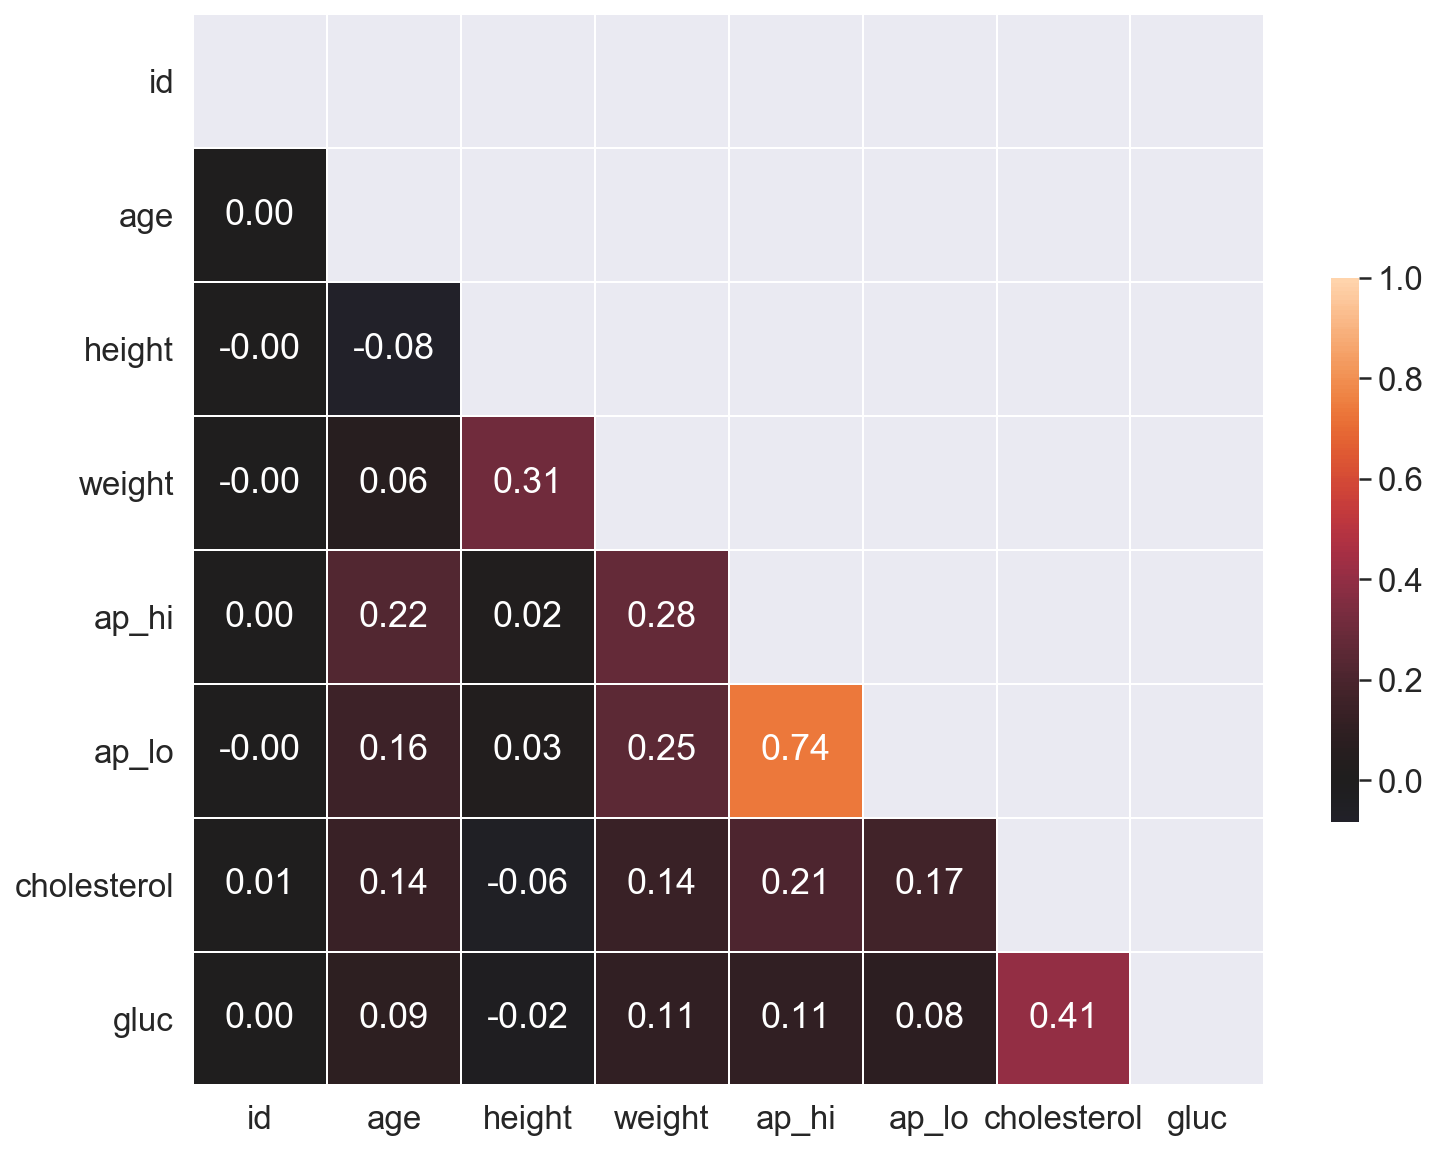 id
age 0.00
height -0.00 -0.08
weight -0.00 0.06 0.31
ap_hi 0.00 0.22 0.02 0.28
ap_lo -0.00 0.16 0.03 0.25 0.74
cholesterol 0.01 0.14 -0.06 0.14 0.21 0.17
gluc 0.00 0.09 -0.02 0.11 0.11 0.08 0.41
id age height weight ap_hi ap_lo cholesterol gluc
1.0
0.8
0.6
0.4
0.2
0.0